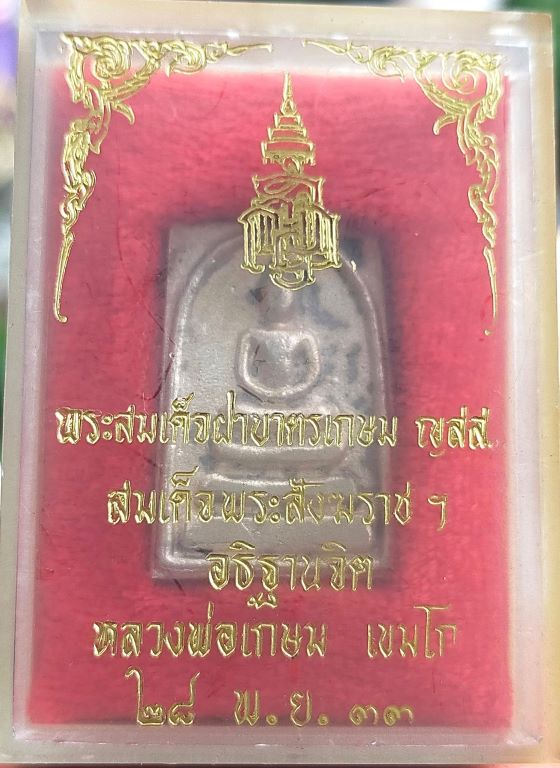 พระสมเด็จฝาบาตรเกษม ญสส.
สมเด็จพระสังฆราช ฯ
อธิฐานจิต
หลวงพ่อเกษม เขมโก
๒๘ พ.ย. ๓๓